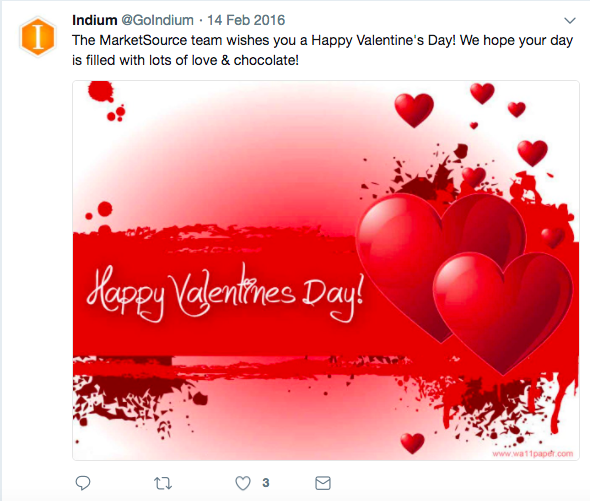 Indium @GoIndium · 14 Feb 2016
The MarketSource team wishes you a Happy Valentine's Day! We hope your day
is filled with lots of love & chocolate!
Happy Valentines Day!
www.wa11paper.com
3